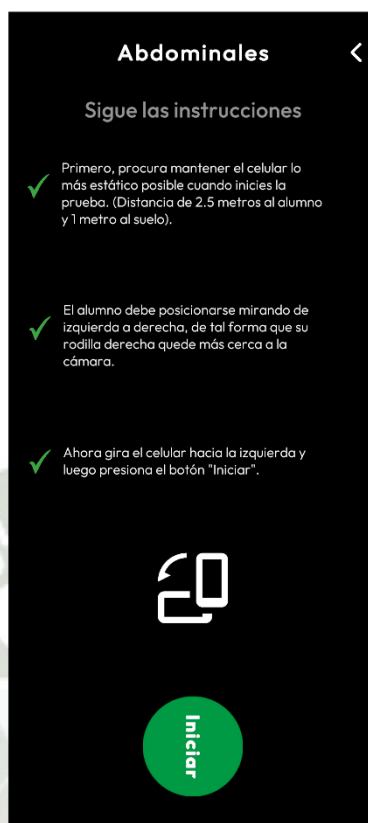 Abdominales
Sigue las instrucciones
Primero, procura mantener el celular lo
más estático posible cuando inicies la
prueba. (Distancia de 2.5 metros al alumno
y 1 metro al suelo).
El alumno debe posicionarse mirando de
izquierda a derecha, de tal forma que su
rodilla derecha quede más cerca a la
cámara.
Ahora gira el celular hacia la izquierda y
luego presiona el botón "Iniciar".
Iniciar